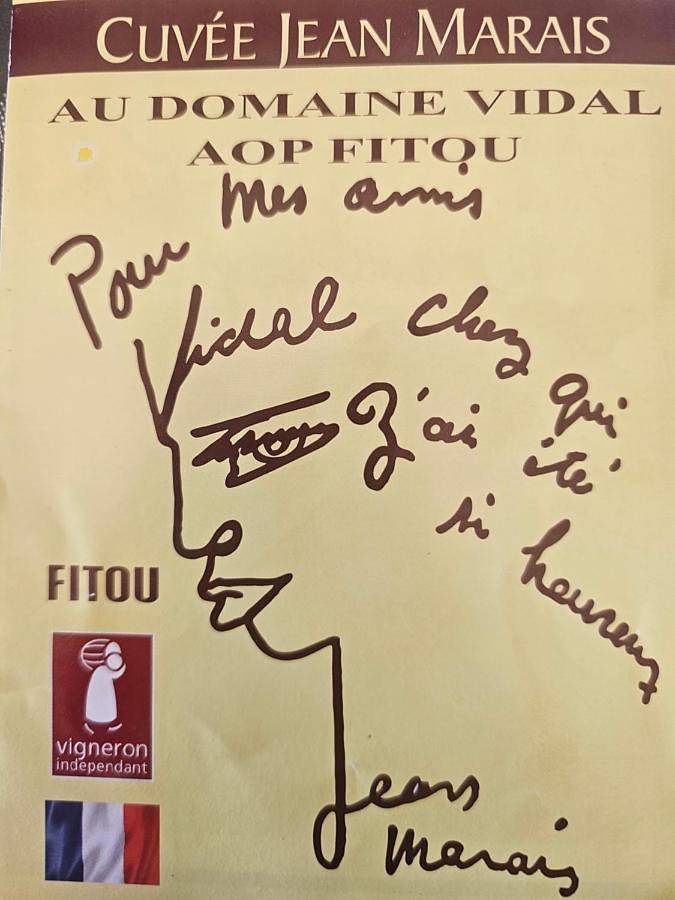 CUVÉE JEAN MARAIS
AU DOMAINE VIDAL
AOP FITOU
Pour mes amis
Vidal chez qui
J'ai été
si heureux
FITOU
vigneron
indépendant
Jean
Marais